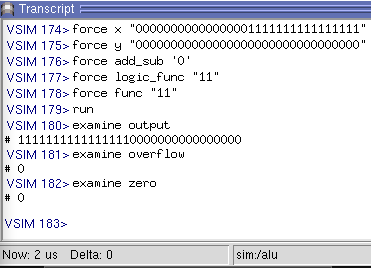 Transcript
VSIM 174> force x "00000000000000001111111111111111"
VSIM 175> force y "00000000000000000000000000000000"
VSIM 176> force add_sub '0'
VSIM 177> force logic_func "11"
VSIM 178> force func "11"
VSIM 179> run
VSIM 180> examine output
# 11111111111111110000000000000000
VSIM 181> examine overflow
# 0
VSIM 182> examine zero
# 0
VSIM 183>
Now: 2 us Delta: 0 sim:/alu